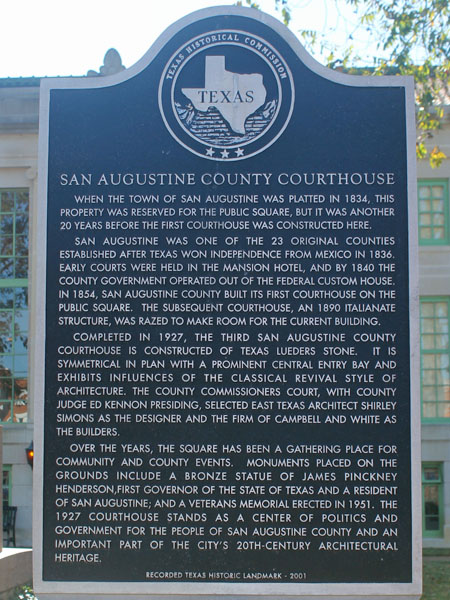 TEXAS HISTORICAL COMMISSION
TEXAS
SAN AUGUSTINE COUNTY COURTHOUSE
WHEN THE TOWN OF SAN AUGUSTINE WAS PLATTED IN 1834, THIS
PROPERTY WAS RESERVED FOR THE PUBLIC SQUARE, BUT IT WAS ANOTHER
20 YEARS BEFORE THE FIRST COURTHOUSE WAS CONSTRUCTED HERE.
SAN AUGUSTINE WAS ONE OF THE 23 ORIGINAL COUNTIES
ESTABLISHED AFTER TEXAS WON INDEPENDENCE FROM MEXICO IN 1836.
EARLY COURTS WERE HELD IN THE MANSION HOTEL, AND BY 1840 THE
COUNTY GOVERNMENT OPERATED OUT OF THE FEDERAL CUSTOM HOUSE.
IN 1854, SAN AUGUSTINE COUNTY BUILT ITS FIRST COURTHOUSE ON THE
PUBLIC SQUARE. THE SUBSEQUENT COURTHOUSE, AN 1890 ITALIANATE
STRUCTURE, WAS RAZED TO MAKE ROOM FOR THE CURRENT BUILDING.
COMPLETED IN 1927, THE THIRD SAN AUGUSTINE COUNTY
COURTHOUSE IS CONSTRUCTED OF TEXAS LUEDERS STONE. IT IS
SYMMETRICAL IN PLAN WITH A PROMINENT CENTRAL ENTRY BAY AND
EXHIBITS INFLUENCES OF THE CLASSICAL REVIVAL STYLE OF
ARCHITECTURE. THE COUNTY COMMISSIONERS COURT, WITH COUNTY
JUDGE ED KENNON PRESIDING, SELECTED EAST TEXAS ARCHITECT SHIRLEY
SIMONS AS THE DESIGNER AND THE FIRM OF CAMPBELL AND WHITE AS
THE BUILDERS.
OVER THE YEARS, THE SQUARE HAS BEEN A GATHERING PLACE FOR
COMMUNITY AND COUNTY EVENTS. MONUMENTS PLACED ON THE
GROUNDS INCLUDE A BRONZE STATUE OF JAMES PINCKNEY
HENDERSON,FIRST GOVERNOR OF THE STATE OF TEXAS AND A RESIDENT
OF SAN AUGUSTINE; AND A VETERANS MEMORIAL ERECTED IN 1951. THE
1927 COURTHOUSE STANDS AS A CENTER OF POLITICS AND
GOVERNMENT FOR THE PEOPLE OF SAN AUGUSTINE COUNTY AND AN
IMPORTANT PART OF THE CITY'S 20TH-CENTURY ARCHITECTURAL
HERITAGE.
RECORDED TEXAS HISTORIC LANDMARK - 2001